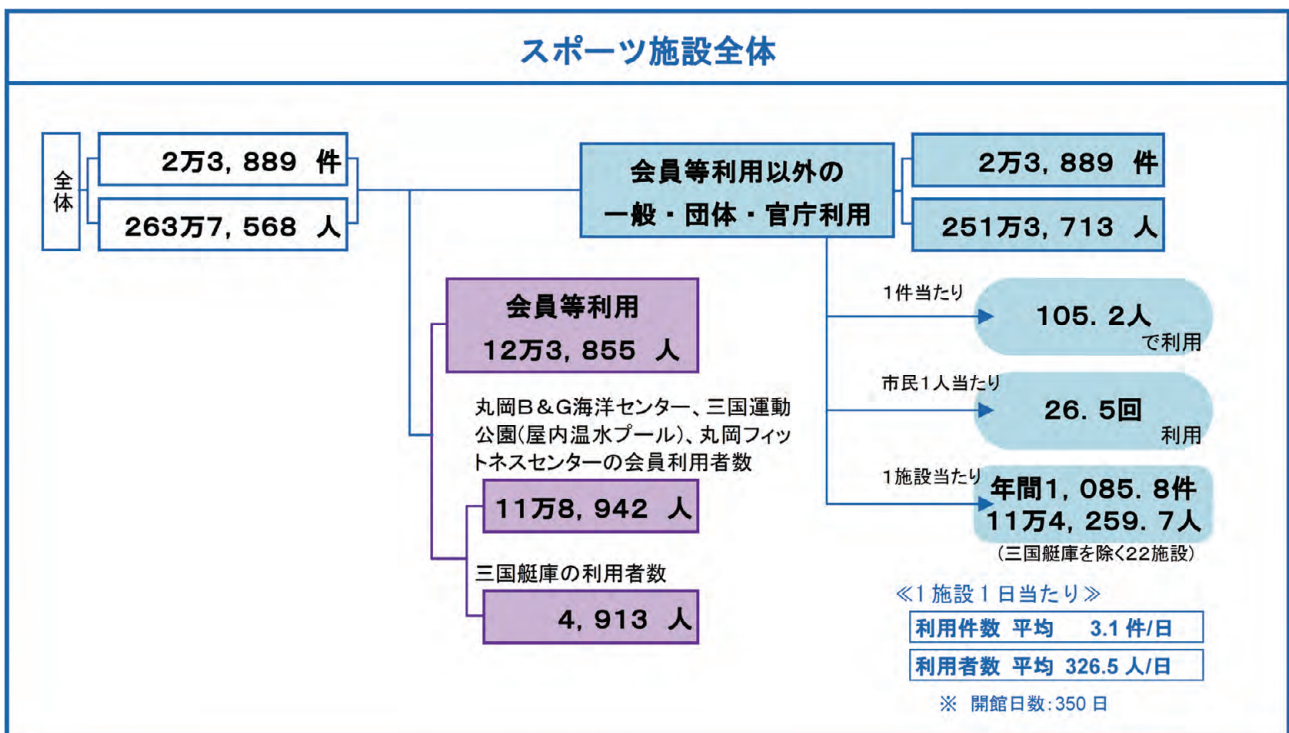 スポーツ施設全体
全体
2万3，889 件
263万7，568 人
会員等利用以外の
一般・団体・官庁利用
2万3，889 件
251万3，713 人
会員等利用
12万3，855 人
丸岡B＆G海洋センター、三国運動
公園(屋内温水プール)、丸岡フィッ
トネスセンターの会員利用者数
11万8，942 人
三国艇庫の利用者数
4，913 人
1件当たり
105．2人
で利用
市民1人当たり
26．5回
利用
1施設当たり
年間1，085．8件
11万4，259．7人
(三国艇庫を除く22施設)
≪1施設1日当たり≫
利用件数 平均 3.1 件/日
利用者数 平均 326.5 人/日
※ 開館日数：350 日